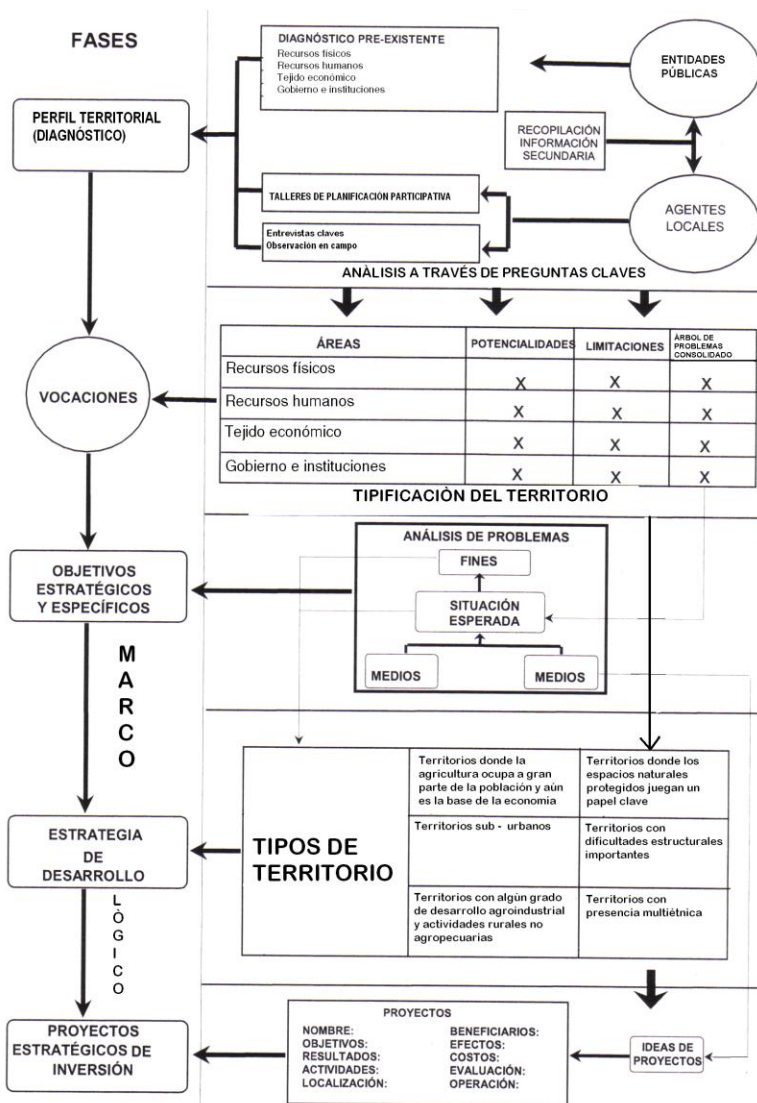 FASES
DIAGNÓSTICO PRE-EXISTENTE
Recursos físicos
Recursos humanos
Tejido económico
Gobierno e instituciones
ENTIDADES
PÚBLICAS
PERFIL TERRITORIAL
(DIAGNÓSTICO)
RECOPILACIÓN
INFORMACIÓN
SECUNDARIA
TALLERES DE PLANIFICACIÓN PARTICIPATIVA
AGENTES
LOCALES
Entrevistas claves
Observación en campo
ANÀLISIS A TRAVÉS DE PREGUNTAS CLAVES
ÁREAS POTENCIALIDADES LIMITACIONES ÁRBOL DE
PROBLEMAS
CONSOLIDADO
Recursos físicos X X X
Recursos humanos X X X
Tejido económico X X X
Gobierno e instituciones X X X
VOCACIONES
TIPIFICACIÒN DEL TERRITORIO
ANÁLISIS DE PROBLEMAS
FINES
SITUACIÓN
ESPERADA
MEDIOS MEDIOS
OBJETIVOS
ESTRATÉGICOS
Y ESPECÍFICOS
M
A
R
C
O
TIPOS DE
TERRITORIO
Territorios donde la
agricultura ocupa a gran
parte de la población y aún
es la base de la economia
Territorios donde los
espacios naturales
protegidos juegan un
papel clave
Territorios sub - urbanos
Territorios con
dificultades estructurales
importantes
Territorios con algún grado
de desarrollo agroindustrial
y actividades rurales no
agropecuarias
Territorios con
presencia multiétnica
ESTRATEGIA
DE
DESARROLLO
L
Ò
G
I
C
O
PROYECTOS
ESTRATÉGICOS DE
INVERSIÓN
PROYECTOS
NOMBRE: BENEFICIARIOS:
OBJETIVOS: EFECTOS:
RESULTADOS: COSTOS:
ACTIVIDADES: EVALUACIÓN:
LOCALIZACIÓN: OPERACIÓN:
IDEAS DE
PROYECTOS